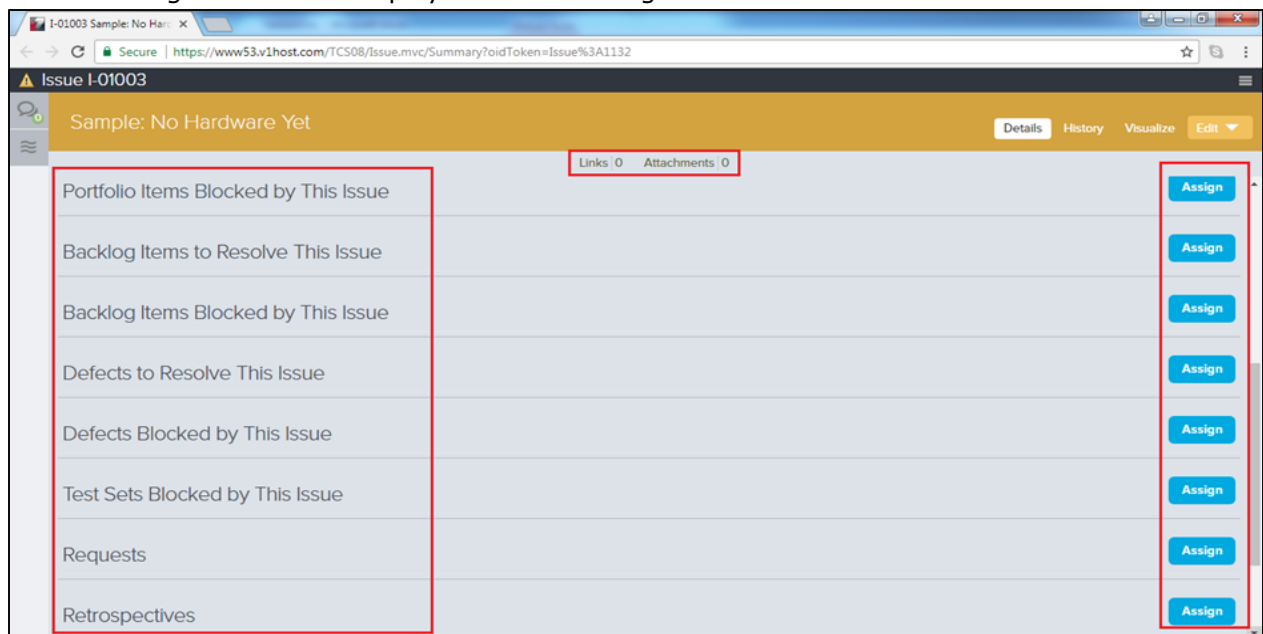 I-01003 Sample: No Har
Secure | https://www53.v1host.com/TCS08/Issue.mvc/Summary?oidToken=Issue%3A1132
Issue I-01003
Sample: No Hardware Yet
Details History Visualize Edit
Links 0 Attachments 0
Portfolio Items Blocked by This Issue Assign
Backlog Items to Resolve This Issue Assign
Backlog Items Blocked by This Issue Assign
Defects to Resolve This Issue Assign
Defects Blocked by This Issue Assign
Test Sets Blocked by This Issue Assign
Requests Assign
Retrospectives Assign